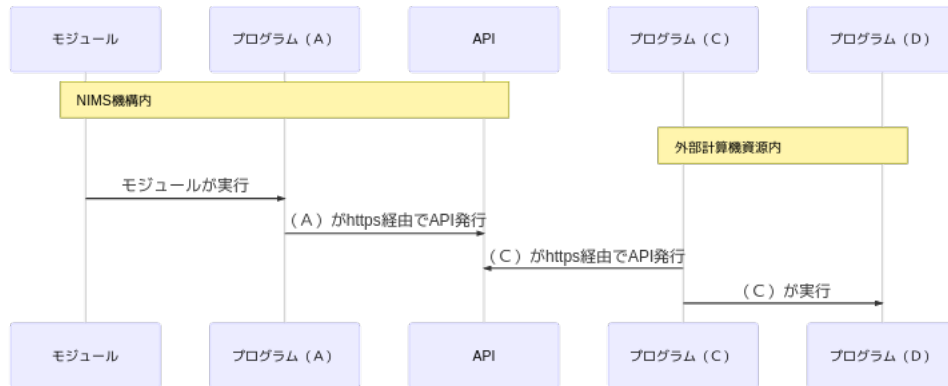 モジュール
プログラム（A）
API
プログラム（C）
プログラム（D）
NIMS機構内
外部計算機資源内
モジュールが実行
（A）がhttps経由でAPI発行
（C）がhttps経由でAPI発行
（C）が実行
モジュール
プログラム（A）
API
プログラム（C）
プログラム（D）